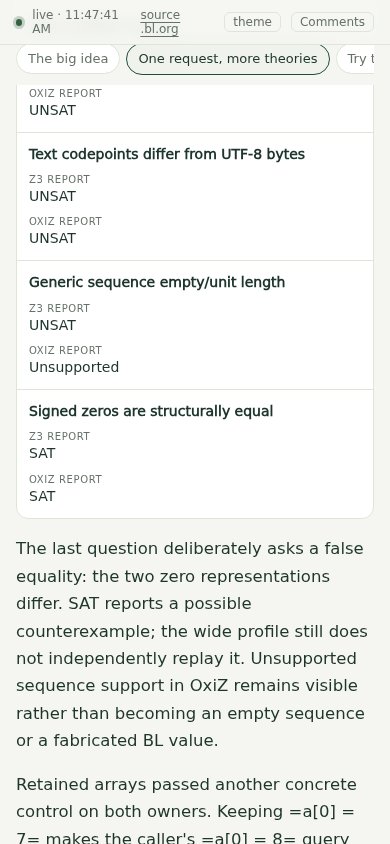 live · 11:47:41 AM
source.bl.org
theme
Comments
The big idea
One request, more theories
Try t
OXIZ REPORT
UNSAT
Text codepoints differ from UTF-8 bytes
Z3 REPORT
UNSAT
OXIZ REPORT
UNSAT
Generic sequence empty/unit length
Z3 REPORT
UNSAT
OXIZ REPORT
Unsupported
Signed zeros are structurally equal
Z3 REPORT
SAT
OXIZ REPORT
SAT
The last question deliberately asks a false
equality: the two zero representations
differ. SAT reports a possible
counterexample; the wide profile still does
not independently replay it. Unsupported
sequence support in OxiZ remains visible
rather than becoming an empty sequence
or a fabricated BL value.
Retained arrays passed another concrete
control on both owners. Keeping =a[0] =
7= makes the caller's =a[0] = 8= query